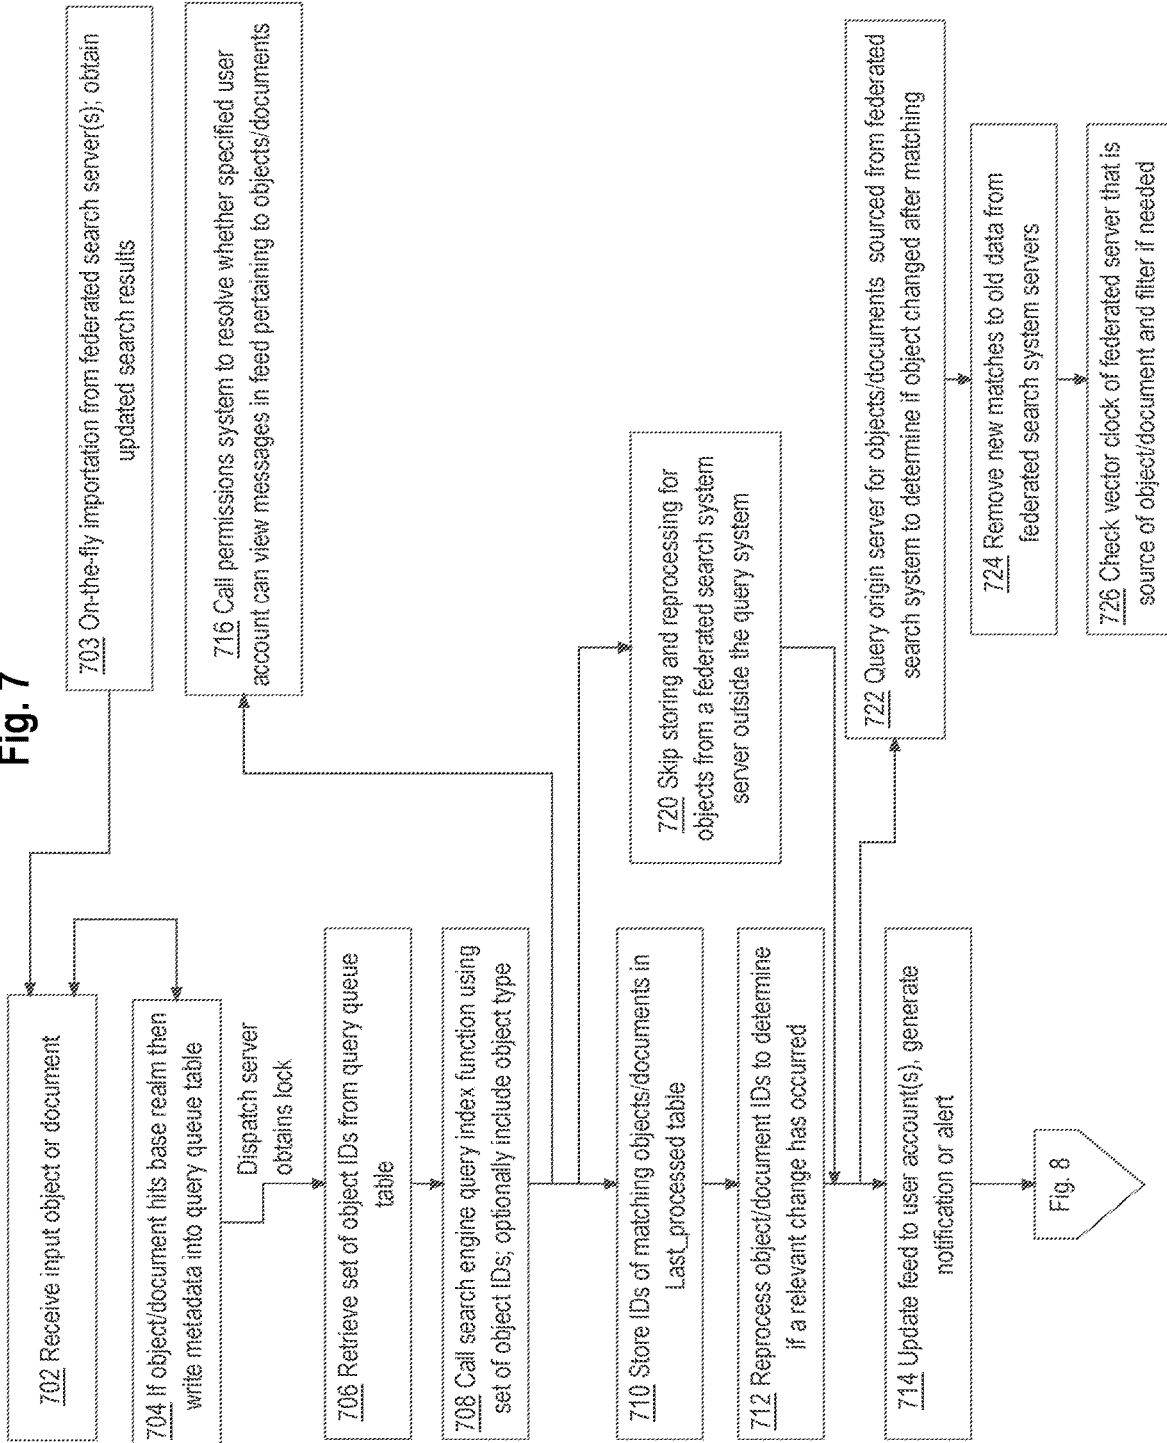 Fig. 7
702 Receive input object or document
703 On-the-fly importation from federated search server(s); obtain
updated search results
704 If object/document hits base realm then
write metadata into query queue table
Dispatch server
obtains lock
706 Retrieve set of object IDs from query queue
table
708 Call search engine query index function using
set of object IDs; optionally include object type
716 Call permissions system to resolve whether specified user
account can view messages in feed pertaining to objects/documents
710 Store IDs of matching objects/documents in
Last_processed table
712 Reprocess object/document IDs to determine
if a relevant change has occurred
720 Skip storing and reprocessing for
objects from a federated search system
server outside the query system
714 Update feed to user account(s), generate
notification or alert
722 Query origin server for objects/documents sourced from federated
search system to determine if object changed after matching
724 Remove new matches to old data from
federated search system servers
726 Check vector clock of federated server that is
source of object/document and filter if needed
Fig. 8